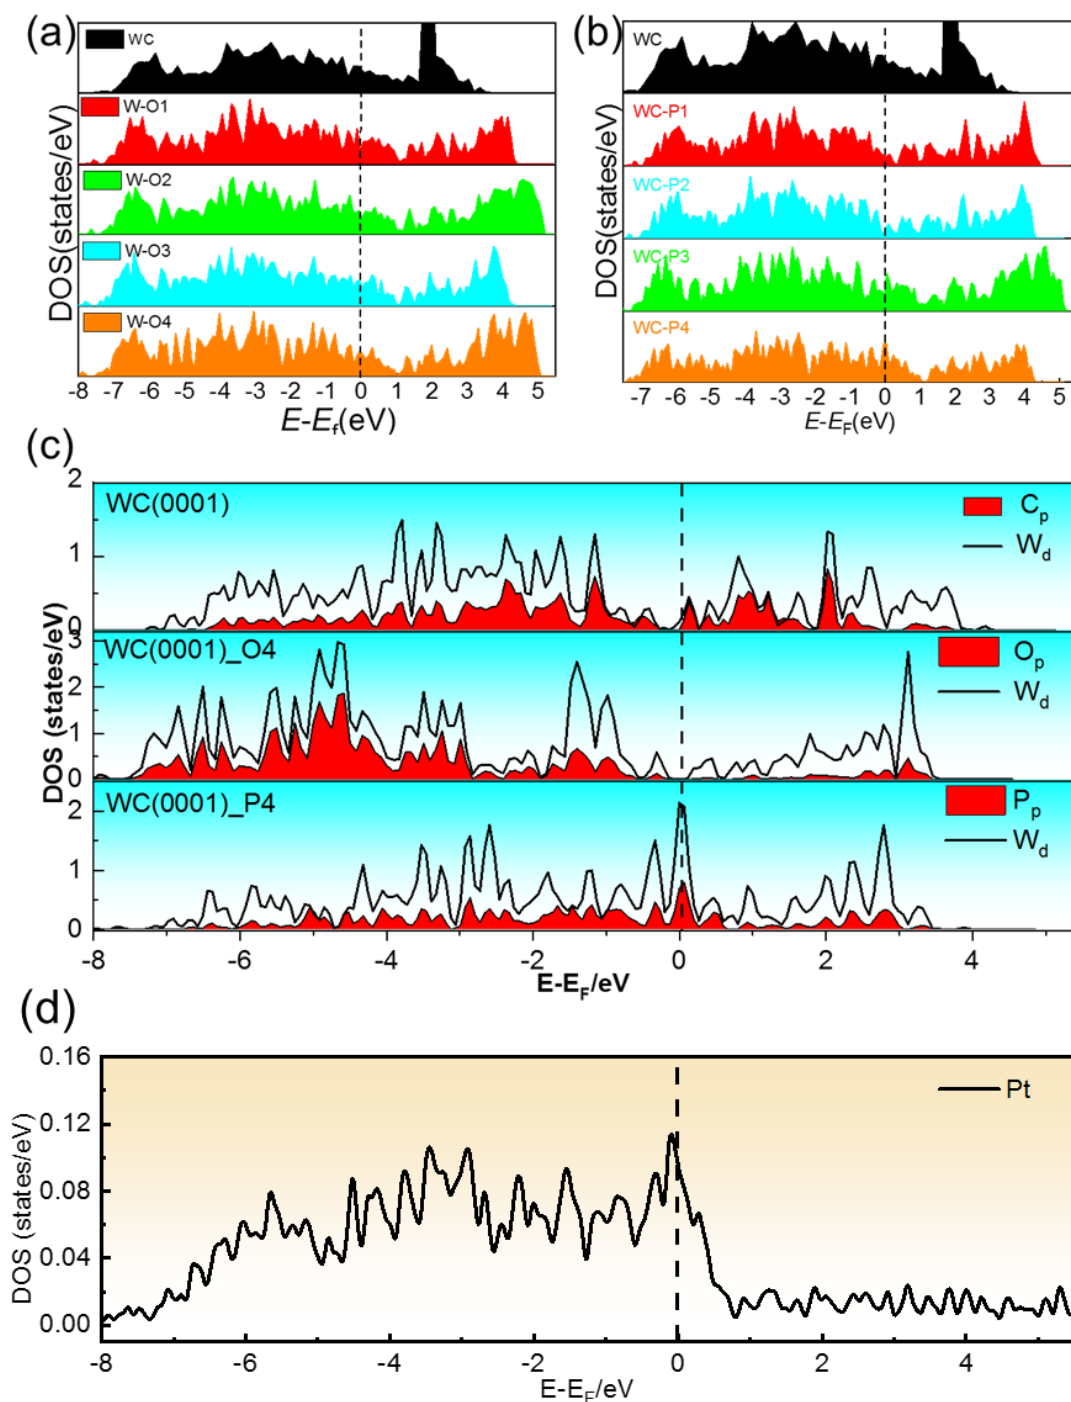 (a)
WC
W-O1
W-O2
W-O3
W-O4
DOS(states/eV)
-8 -7 -6 -5 -4 -3 -2 -1 0 1 2 3 4 5
E-Ef(eV)
(b)
WC
WC-P1
WC-P2
WC-P3
WC-P4
DOS(states/eV)
-7 -6 -5 -4 -3 -2 -1 0 1 2 3 4 5
E-EF(eV)
(c)
WC(0001)
Cp
Wd
2
1
0
WC(0001)_O4
Op
Wd
3
2
1
0
WC(0001)_P4
Pp
Wd
2
1
0
DOS (states/eV)
-8 -6 -4 -2 0 2 4
E-EF/eV
(d)
Pt
0.16
0.12
0.08
0.04
0.00
DOS (states/eV)
-8 -6 -4 -2 0 2 4
E-EF/eV